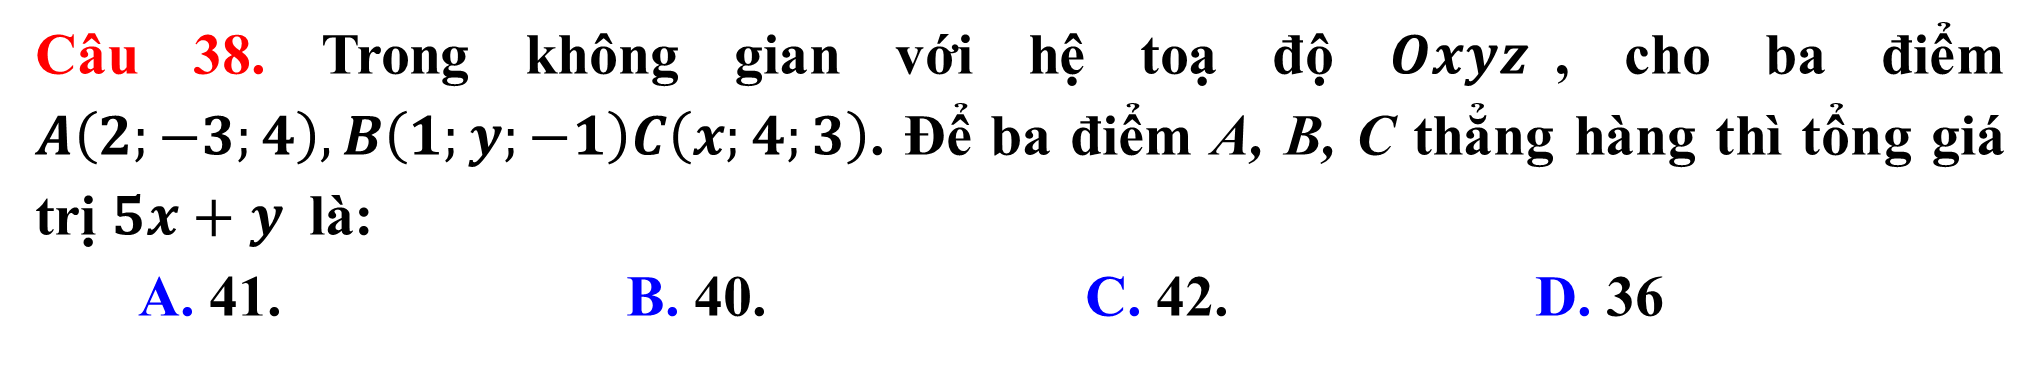 Câu 38. Trong không gian với hệ toạ độ Oxyz , cho ba điểm
A(2; −3; 4), B(1; y; −1)C(x; 4; 3). Để ba điểm A, B, C thẳng hàng thì tổng giá
trị 5x + y là:
A. 41. B. 40. C. 42. D. 36